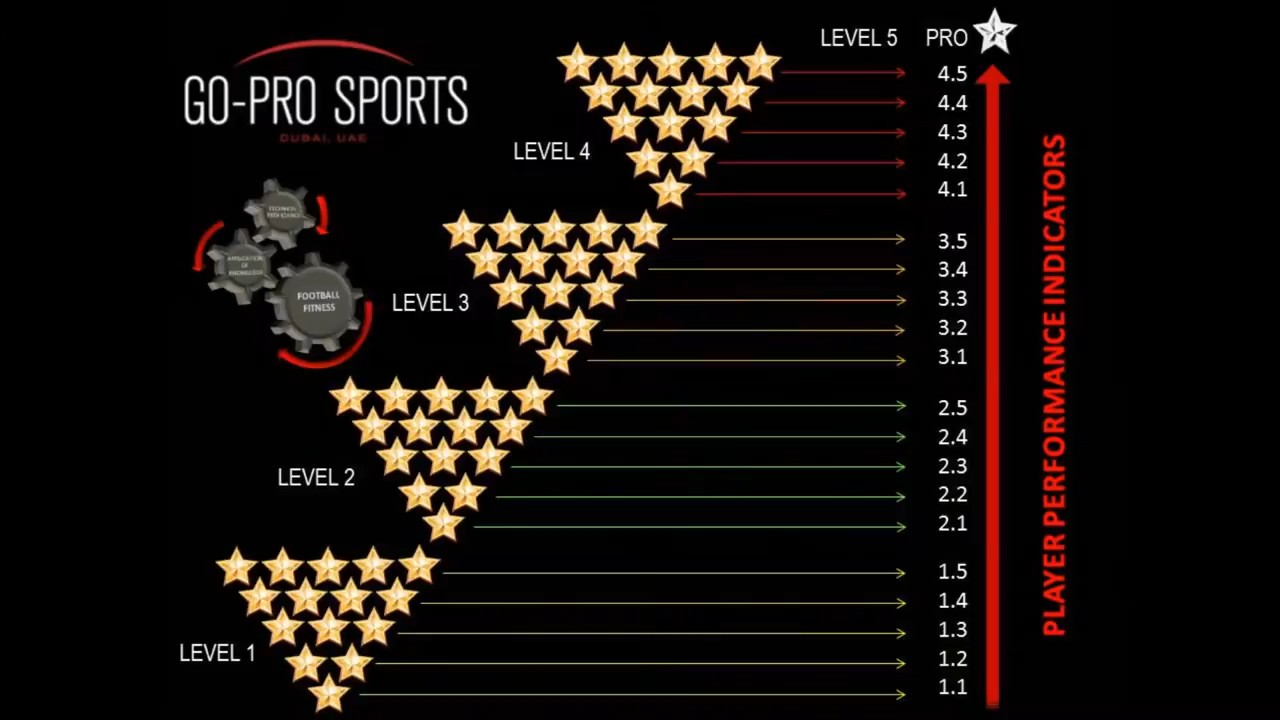 LEVEL 5 PRO
GO-PRO SPORTS
DUBAI, UAE
4.5
4.4
4.3
LEVEL 4
4.2
4.1
3.5
3.4
APPLICATION
OF
KNOWLEDGE
FOOTBALL
FITNESS
LEVEL 3
3.3
3.2
3.1
2.5
2.4
2.3
LEVEL 2
2.2
2.1
1.5
1.4
1.3
LEVEL 1
1.2
1.1
PLAYER PERFORMANCE INDICATORS